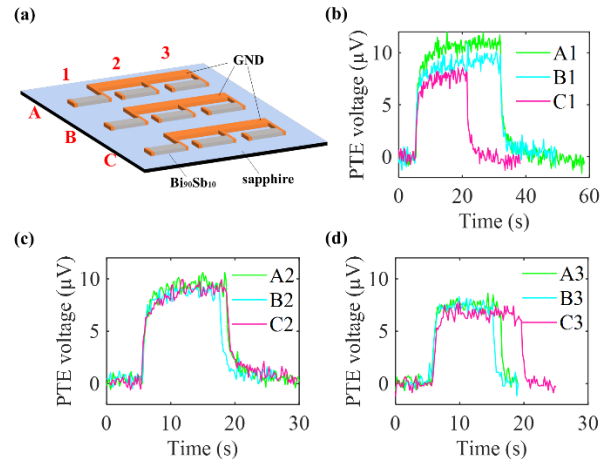 (a)
1 2 3
GND
A
B
C
Bi90Sb10
sapphire
(b)
PTE voltage (μV)
10
5
0
A1
B1
C1
0 20 40 60
Time (s)
(c)
PTE voltage (μV)
10
5
0
A2
B2
C2
0 10 20 30
Time (s)
(d)
PTE voltage (μV)
10
5
0
A3
B3
C3
0 10 20 30
Time (s)